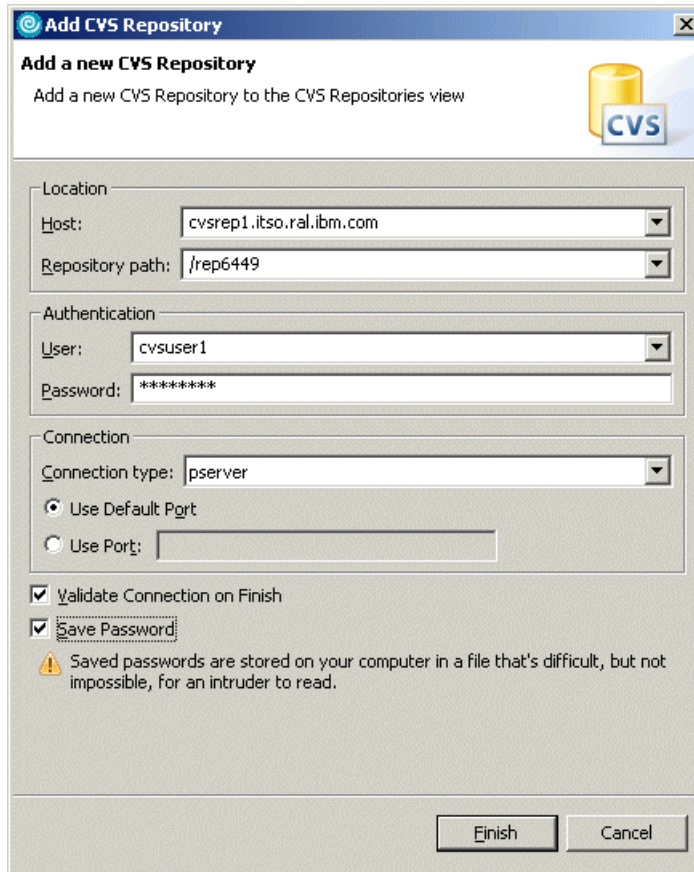 Add CVS Repository
Add a new CVS Repository
Add a new CVS Repository to the CVS Repositories view
CVS
Location
Host: cvsrep1.itso.ral.ibm.com
Repository path: /rep6449
Authentication
User: cvsuser1
Password: ********
Connection
Connection type: pserver
Use Default Port
Use Port:
Validate Connection on Finish
Save Password
Saved passwords are stored on your computer in a file that's difficult, but not
impossible, for an intruder to read.
Finish Cancel